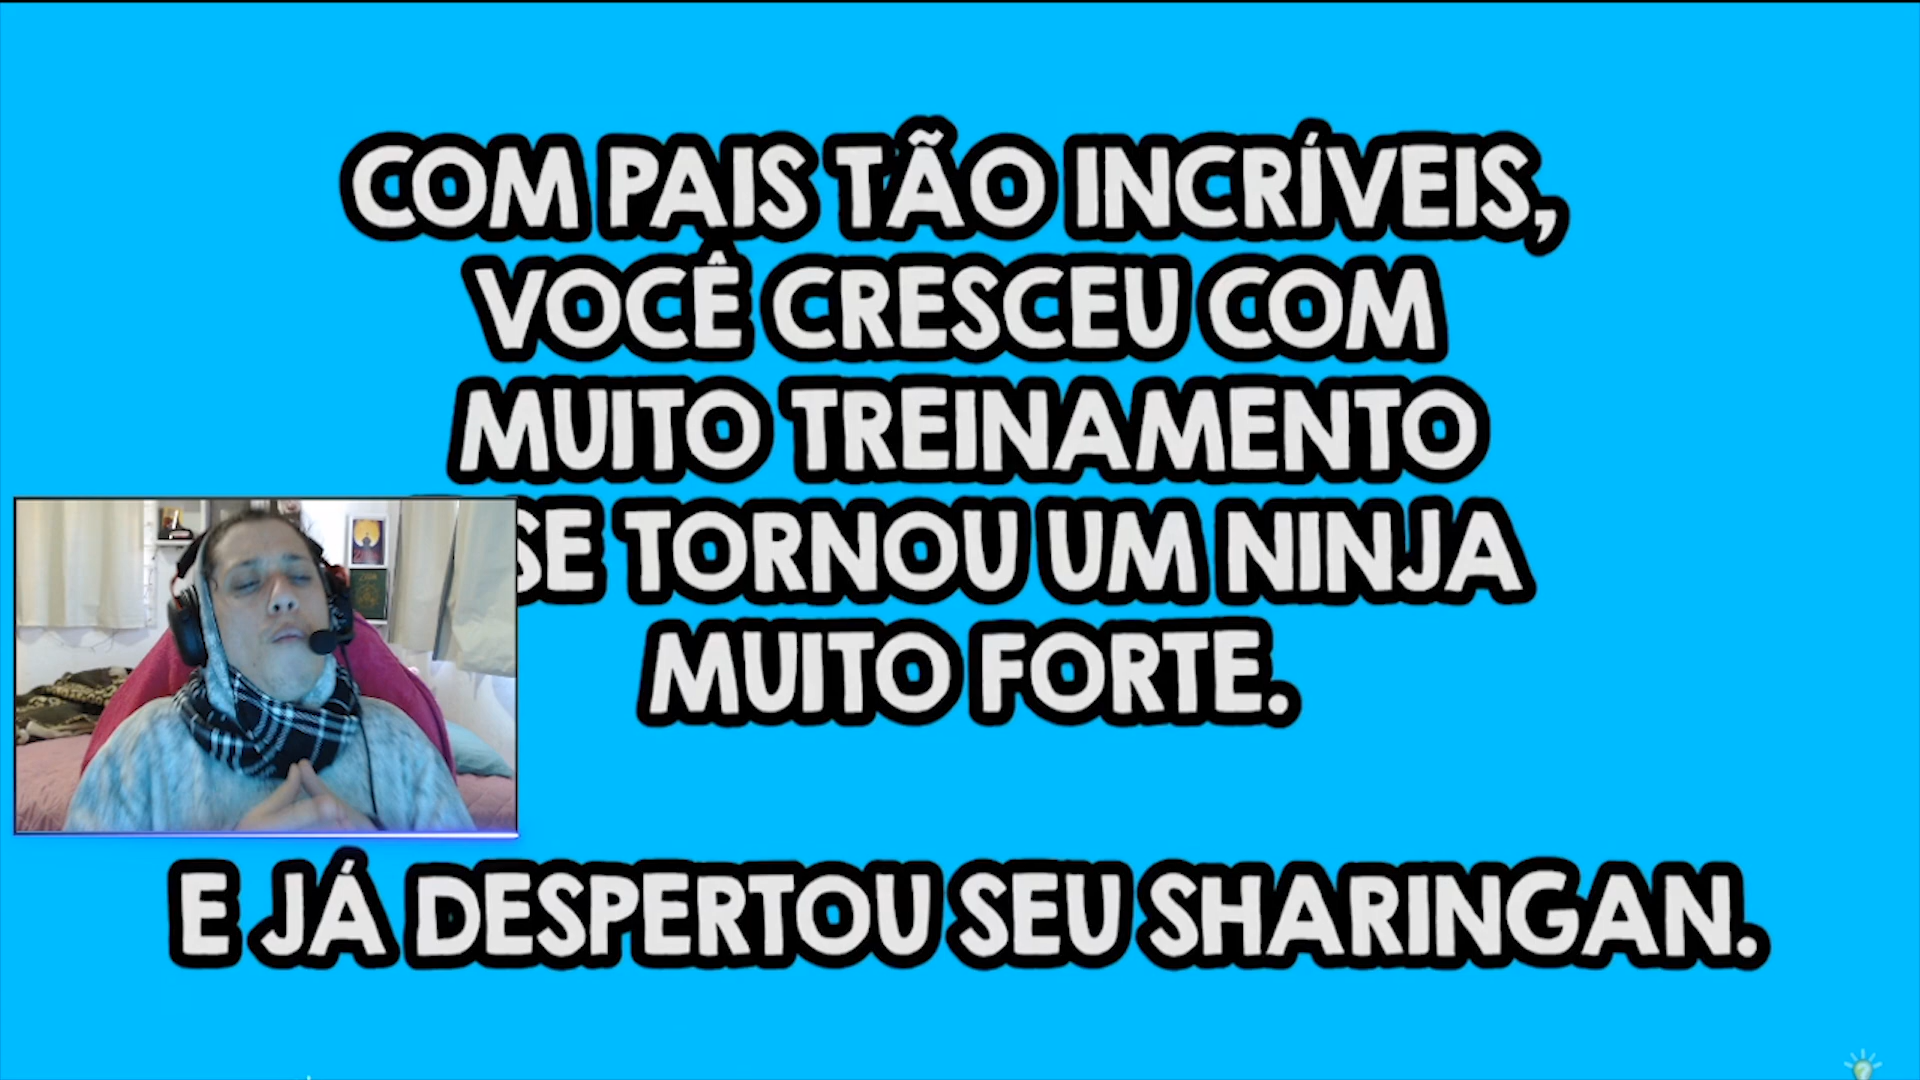 COM PAIS TÃO INCRÍVEIS,
VOCÊ CRESCEU COM
MUITO TREINAMENTO
SE TORNOU UM NINJA
MUITO FORTE.
E JÁ DESPERTOU SEU SHARINGAN.